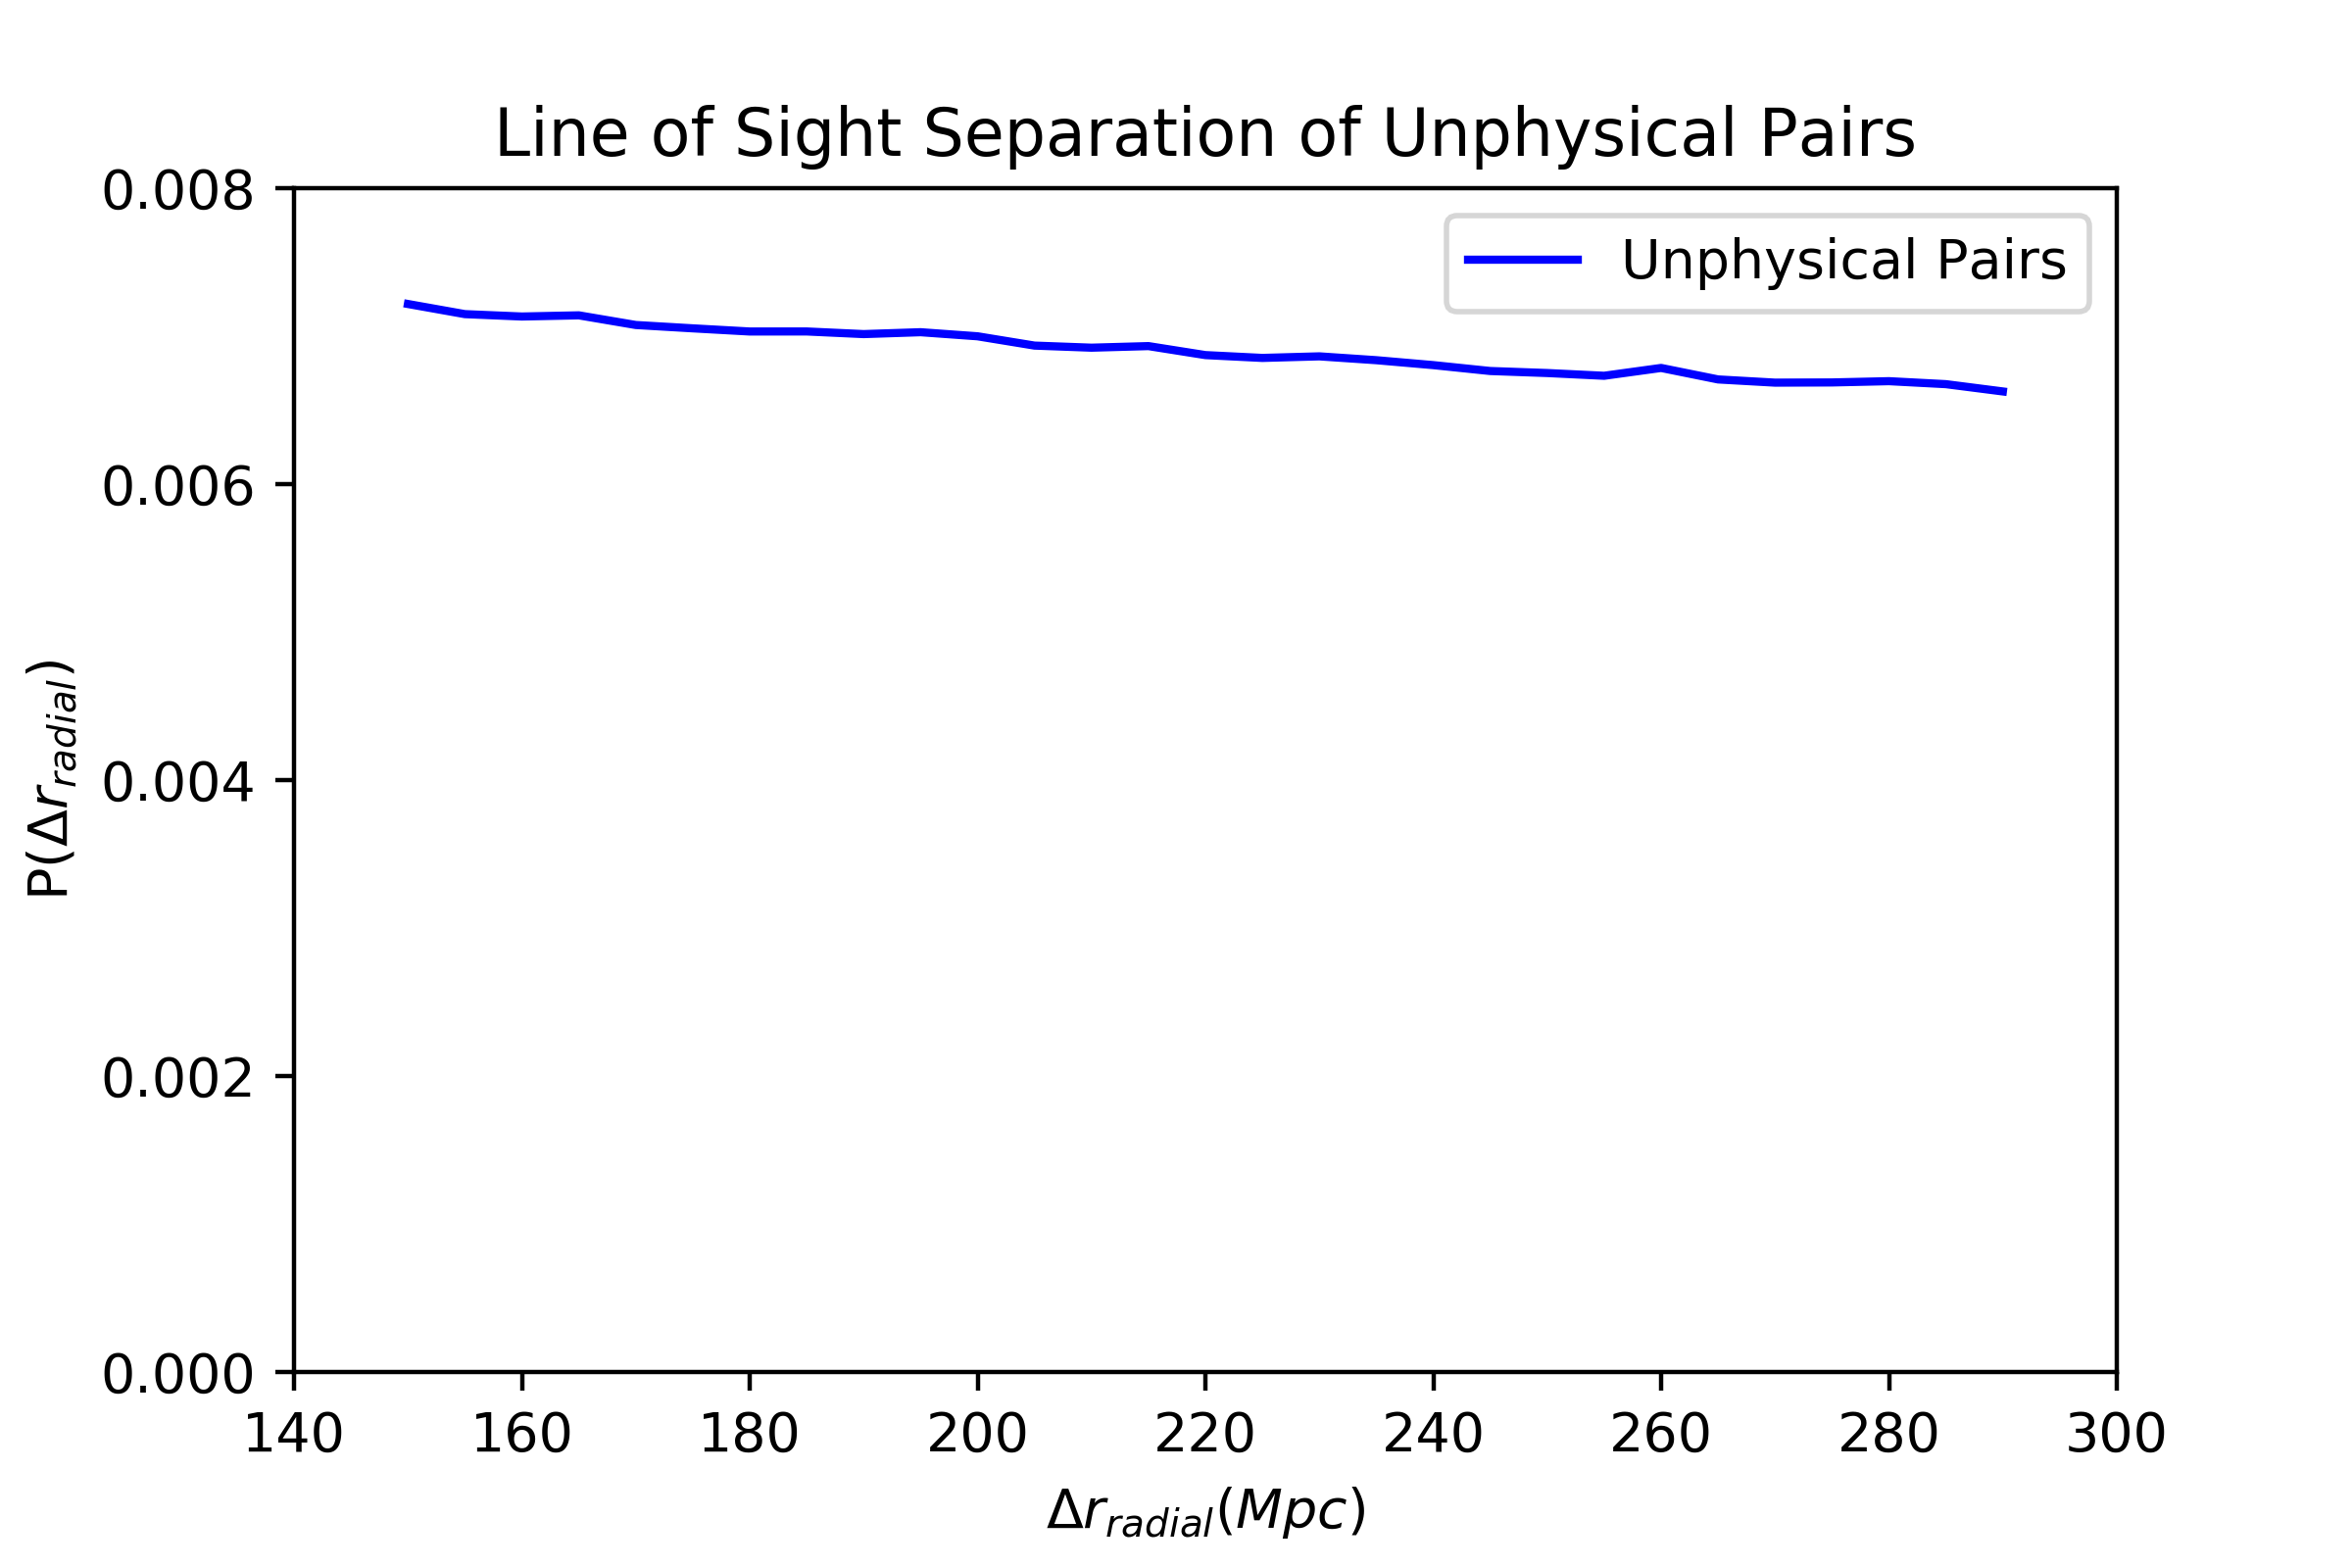 Line of Sight Separation of Unphysical Pairs
Unphysical Pairs
0.008
0.006
0.004
0.002
0.000
P(Δr_radial)
140 160 180 200 220 240 260 280 300
Δr_radial(Mpc)